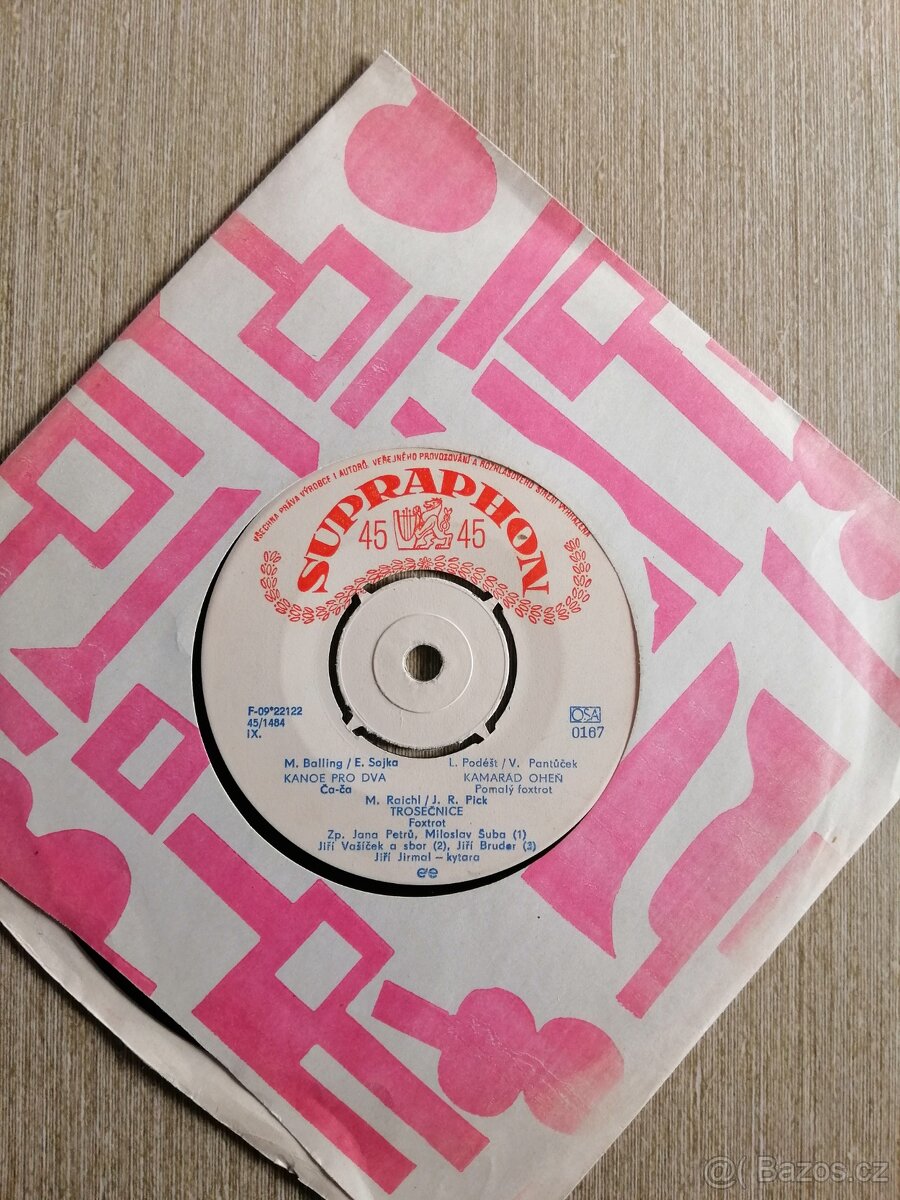 VŠECHNA PRÁVA VÝROBCE I AUTORŮ, VEŘEJNÉHO PROVOZOVÁNÍ A ROZHLASOVÉHO ŠÍŘENÍ VYHRAZENA
SUPRAPHON
45 45
F-09*22122
45/1484
IX.
OSA
0167
M. Balling / E. Sojka L. Podéšt / V. Pantůček
KANOE PRO DVA KAMARÁD OHEŇ
Ča-ča Pomalý foxtrot
M. Raichl / J. R. Pick
TROSEČNICE
Foxtrot
Zp. Jana Petrů, Miloslav Šuba (1)
Jiří Vašíček a sbor (2), Jiří Bruder (3)
Jiří Jirmal – kytara
@( Bazos.cz